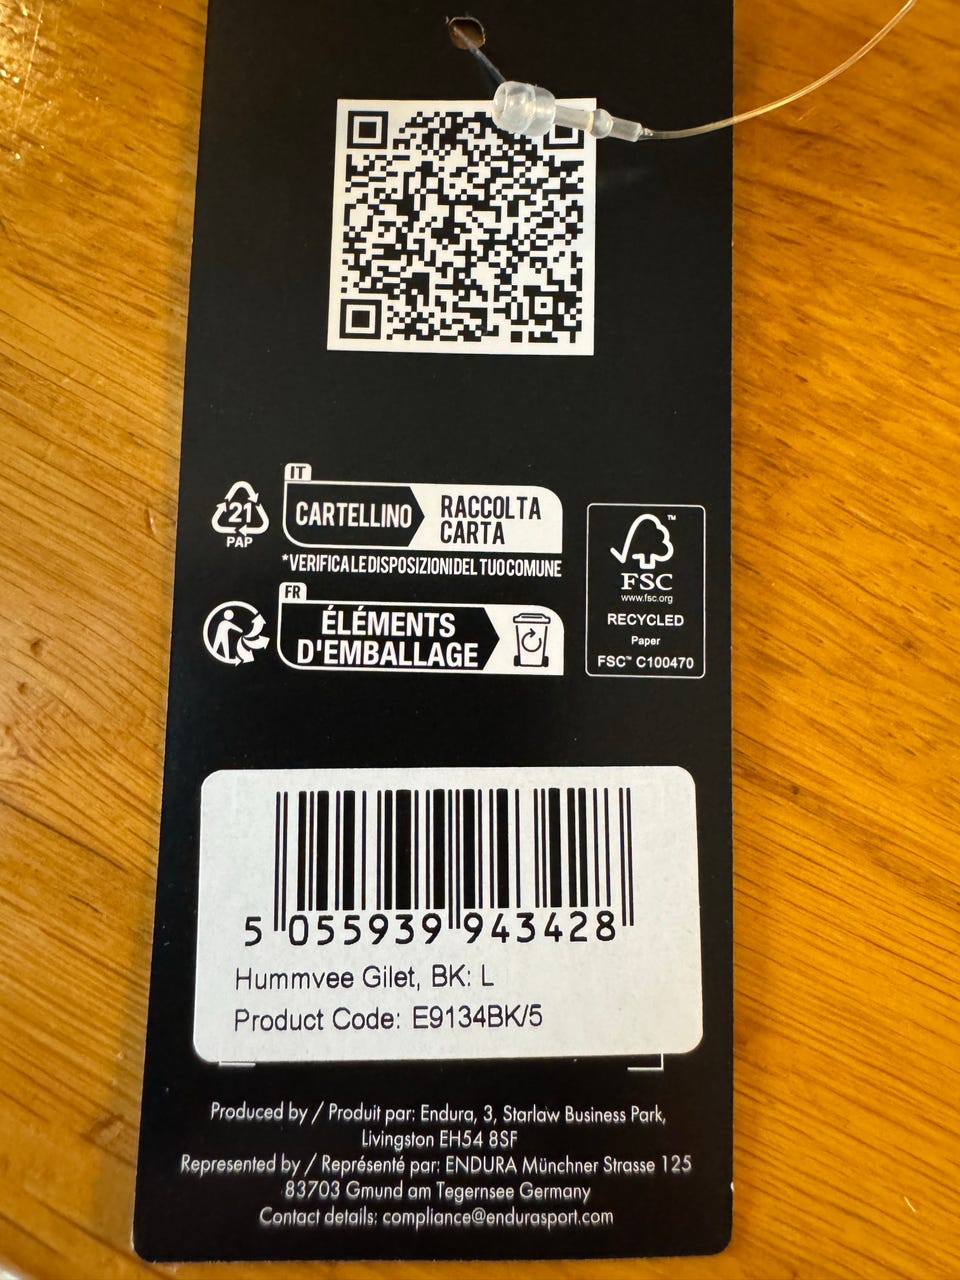 IT
CARTELLINO
RACCOLTA
CARTA
21
PAP
*VERIFICA LE DISPOSIZIONI DEL TUO COMUNE
FR
ÉLÉMENTS
D'EMBALLAGE
FSC
™
www.fsc.org
RECYCLED
Paper
FSC™ C100470
5 055939 943428
Hummvee Gilet, BK: L
Product Code: E9134BK/5
Produced by / Produit par: Endura, 3, Starlaw Business Park,
Livingston EH54 8SF
Represented by / Représenté par: ENDURA Münchner Strasse 125
83703 Gmund am Tegernsee Germany
Contact details: compliance@endurasport.com